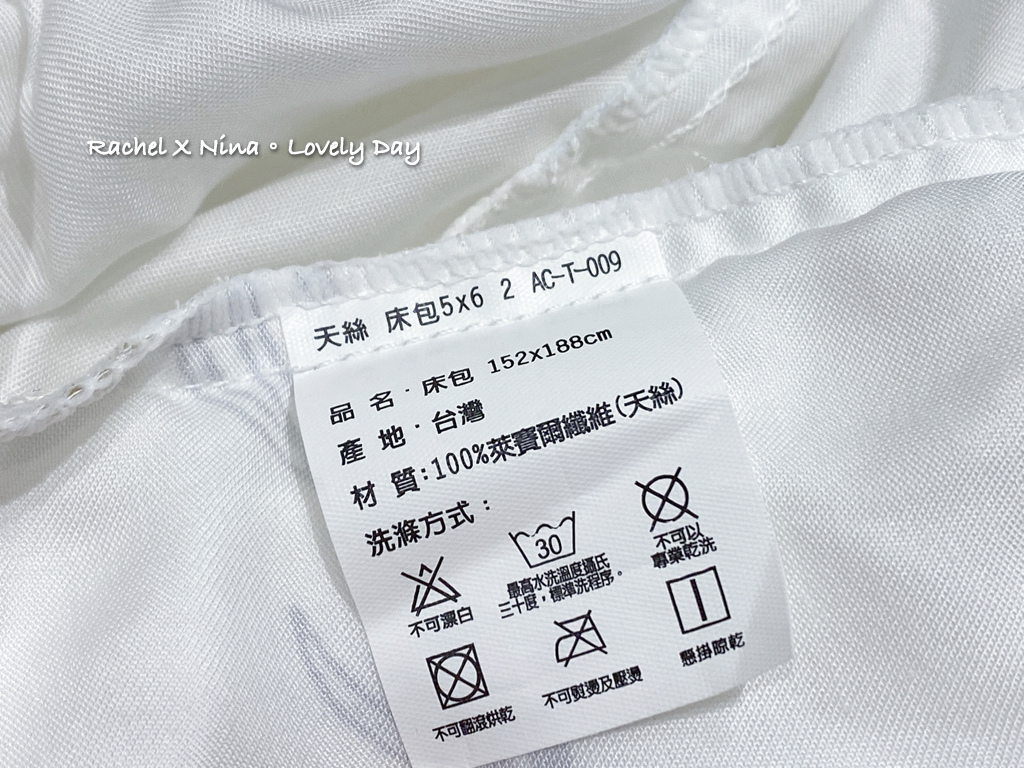 Rachel X Nina。Lovely Day
天絲 床包5x6 2 AC-T-009
品 名·床包 152x188cm
產 地·台灣
材 質:100%萊賽爾纖維(天絲)
洗滌方式：
不可漂白
30
最高水洗溫度攝氏
三十度，標準洗程序。
不可以
專業乾洗
不可翻滾烘乾
不可熨燙及壓燙
懸掛晾乾